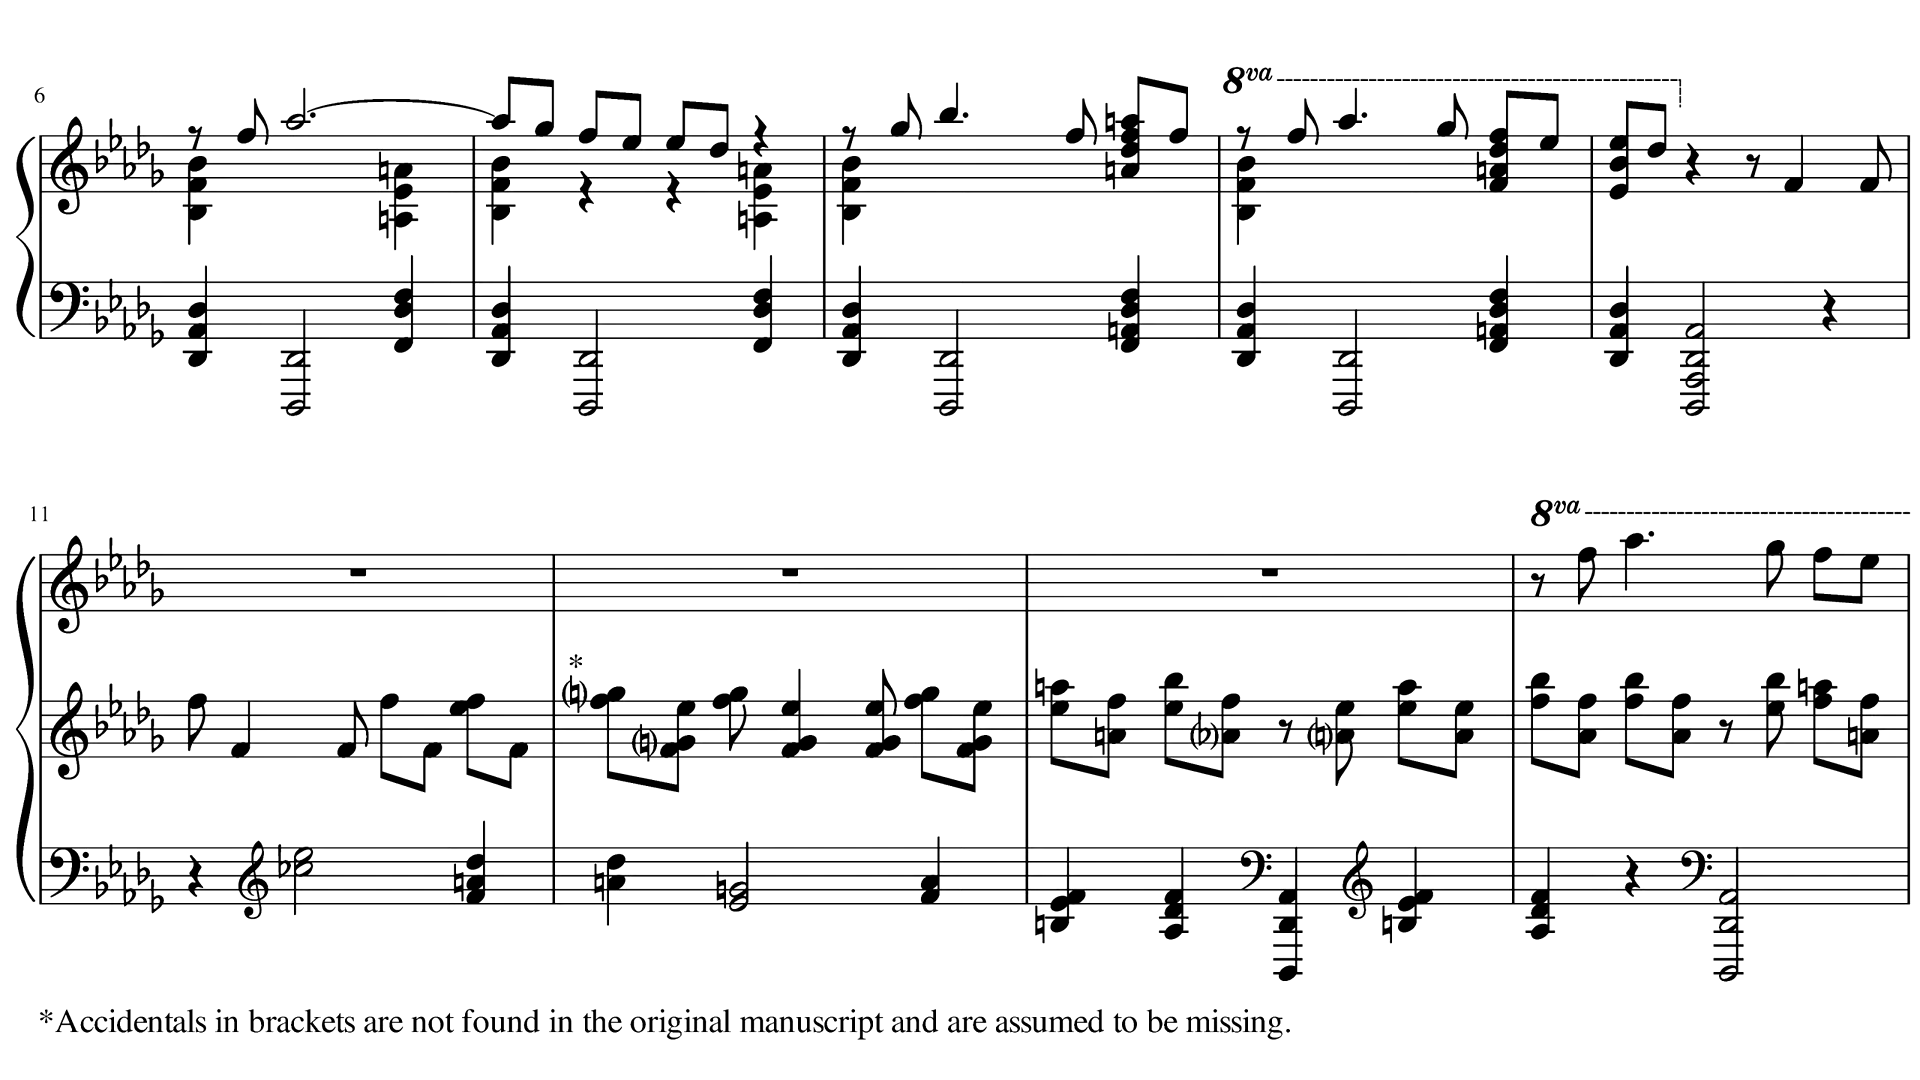 6
8va
11
*
8va
*Accidentals in brackets are not found in the original manuscript and are assumed to be missing.